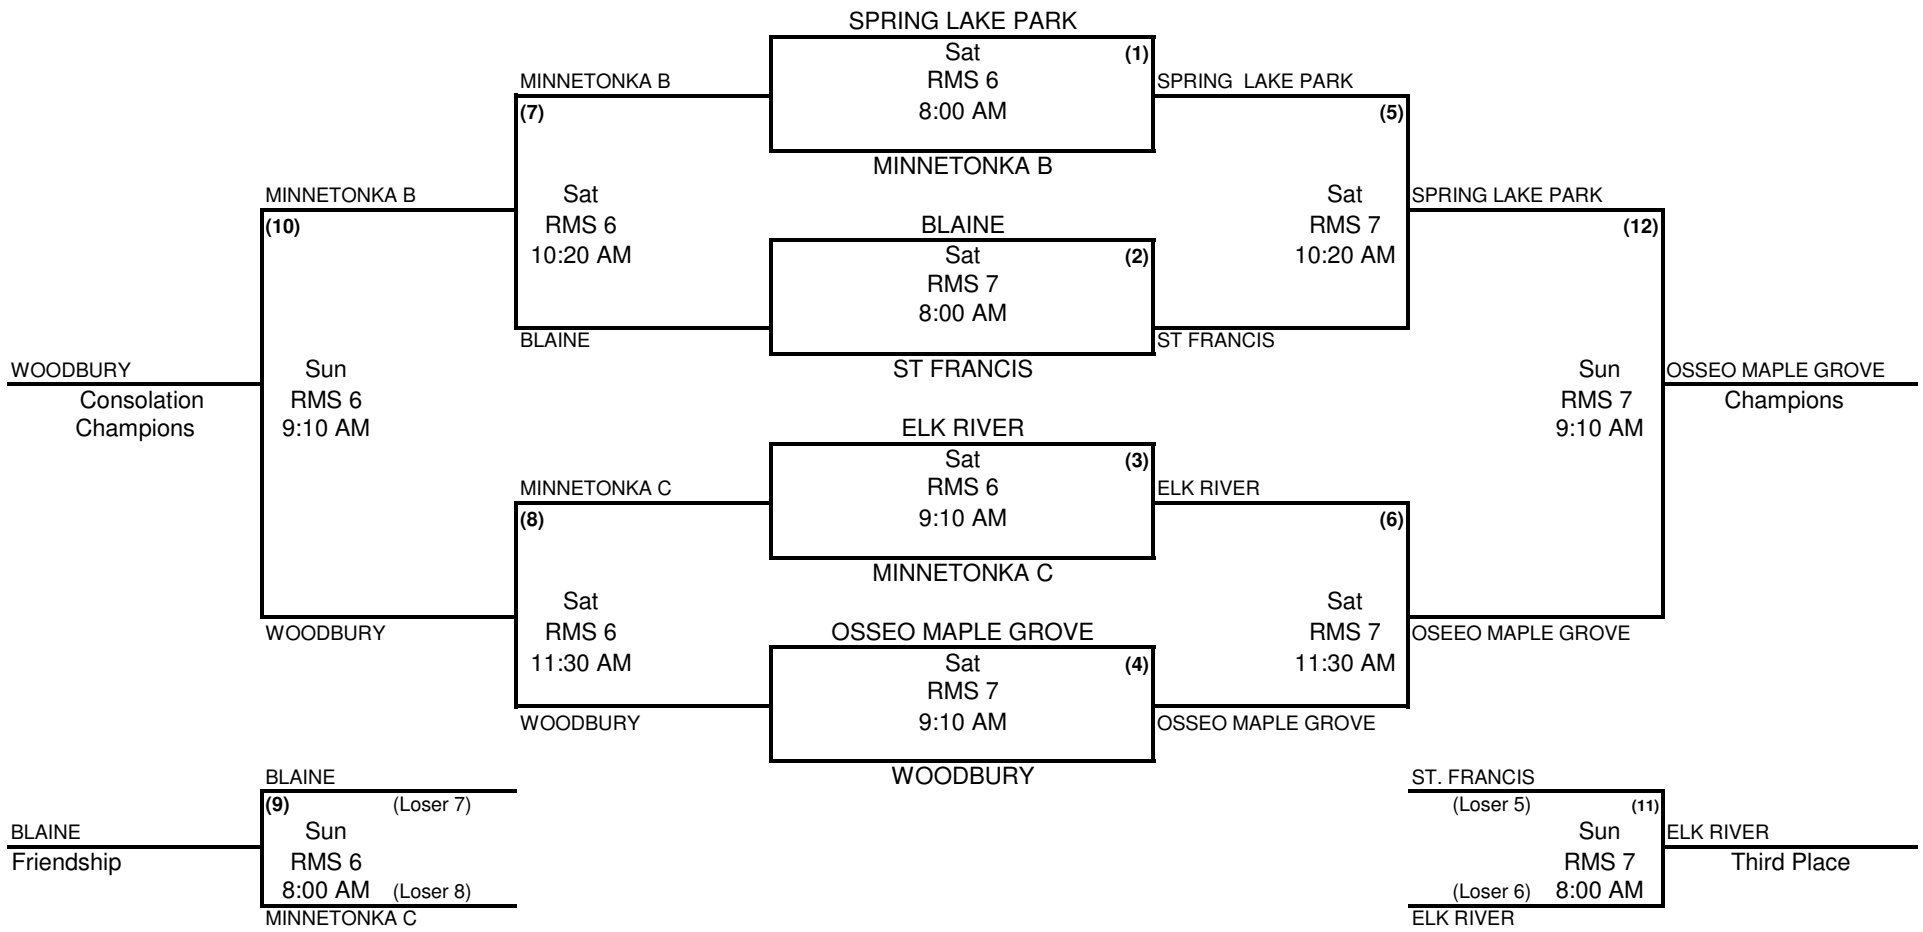 SPRING LAKE PARK
Sat (1)
MINNETONKA B RMS 6 SPRING  LAKE PARK
(7) 8:00 AM (5)
MINNETONKA B
MINNETONKA B Sat Sat SPRING LAKE PARK
(10) RMS 6 BLAINE RMS 7 (12)
10:20 AM Sat (2) 10:20 AM
RMS 7
8:00 AM
BLAINE ST FRANCIS
WOODBURY Sun ST FRANCIS Sun OSSEO MAPLE GROVE
Consolation RMS 6 RMS 7 Champions
Champions 9:10 AM ELK RIVER 9:10 AM
Sat (3)
MINNETONKA C RMS 6 ELK RIVER
(8) 9:10 AM (6)
MINNETONKA C
Sat Sat
WOODBURY RMS 6 OSSEO MAPLE GROVE RMS 7 OSEEO MAPLE GROVE
11:30 AM Sat (4) 11:30 AM
RMS 7
WOODBURY 9:10 AM OSSEO MAPLE GROVE
BLAINE WOODBURY ST. FRANCIS
(9) (Loser 7) (Loser 5) (11)
BLAINE Sun Sun ELK RIVER
Friendship RMS 6 RMS 7 Third Place
8:00 AM (Loser 8) (Loser 6) 8:00 AM
MINNETONKA C ELK RIVER